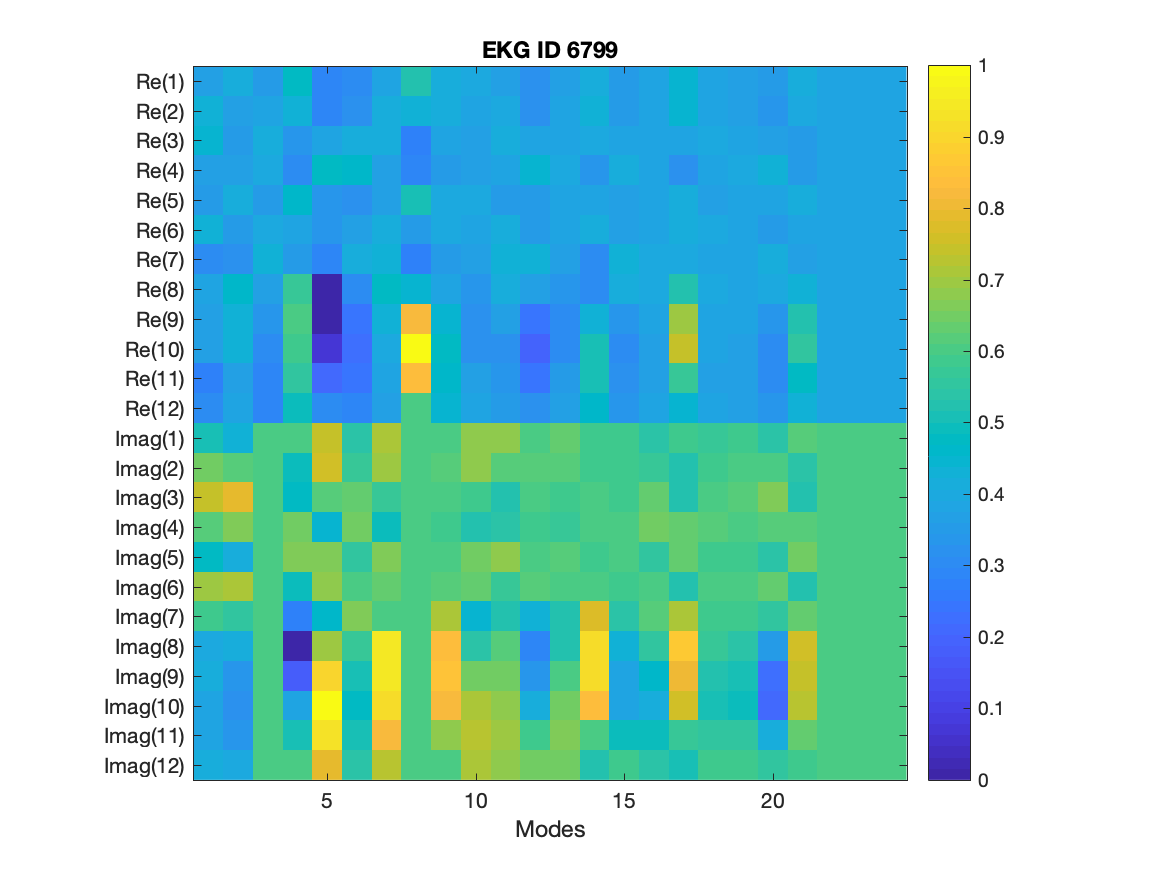 EKG ID 6799
Re(1)
Re(2)
Re(3)
Re(4)
Re(5)
Re(6)
Re(7)
Re(8)
Re(9)
Re(10)
Re(11)
Re(12)
Imag(1)
Imag(2)
Imag(3)
Imag(4)
Imag(5)
Imag(6)
Imag(7)
Imag(8)
Imag(9)
Imag(10)
Imag(11)
Imag(12)
5 10 15 20
Modes
1
0.9
0.8
0.7
0.6
0.5
0.4
0.3
0.2
0.1
0